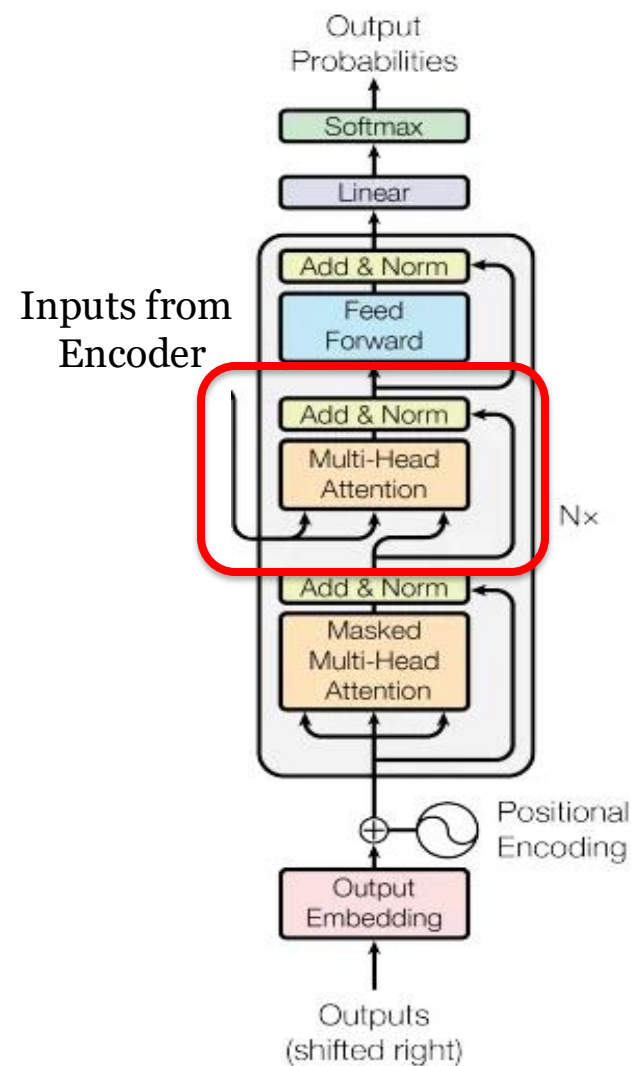 Output
Probabilities
Softmax
Linear
Add & Norm
Feed
Forward
Inputs from
Encoder
Add & Norm
Multi-Head
Attention
N×
Add & Norm
Masked
Multi-Head
Attention
Positional
Encoding
Output
Embedding
Outputs
(shifted right)